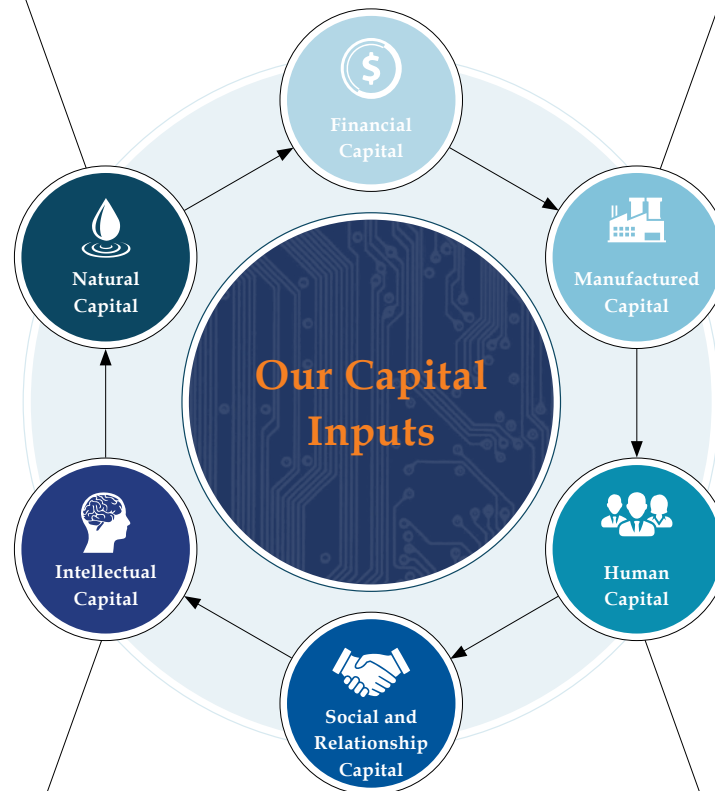 $
Financial
Capital
Natural
Capital
Manufactured
Capital
Our Capital
Inputs
Intellectual
Capital
Human
Capital
Social and
Relationship
Capital